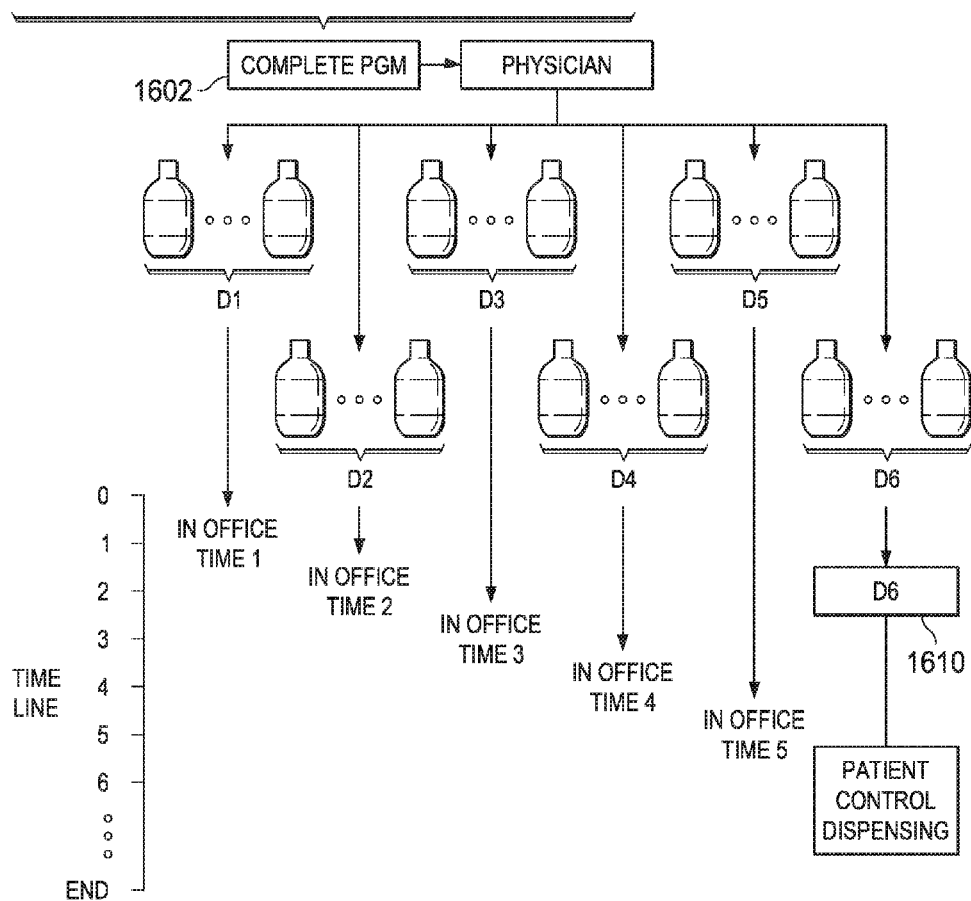 COMPLETE PGM
PHYSICIAN
1602
D1
D3
D5
D2
D4
D6
0
1
2
3
4
5
6
END
TIME
LINE
IN OFFICE
TIME 1
IN OFFICE
TIME 2
IN OFFICE
TIME 3
IN OFFICE
TIME 4
IN OFFICE
TIME 5
D6
1610
PATIENT
CONTROL
DISPENSING